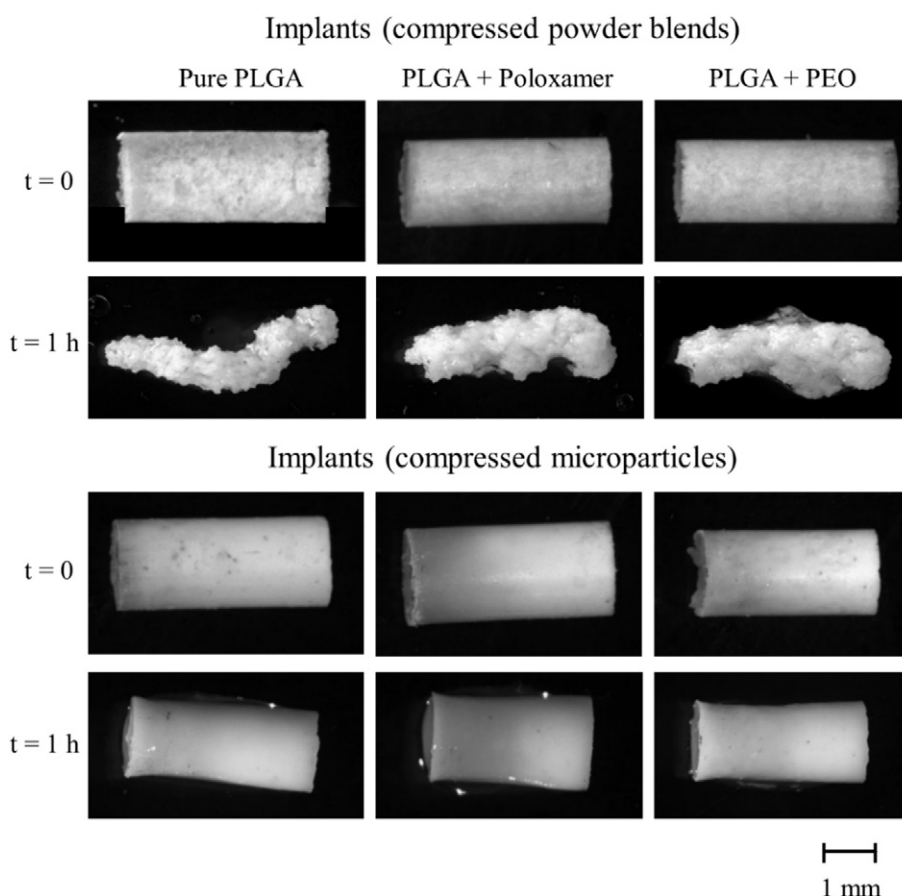 Implants (compressed powder blends)
Pure PLGA PLGA + Poloxamer PLGA + PEO
t = 0
t = 1 h
Implants (compressed microparticles)
t = 0
t = 1 h
1 mm